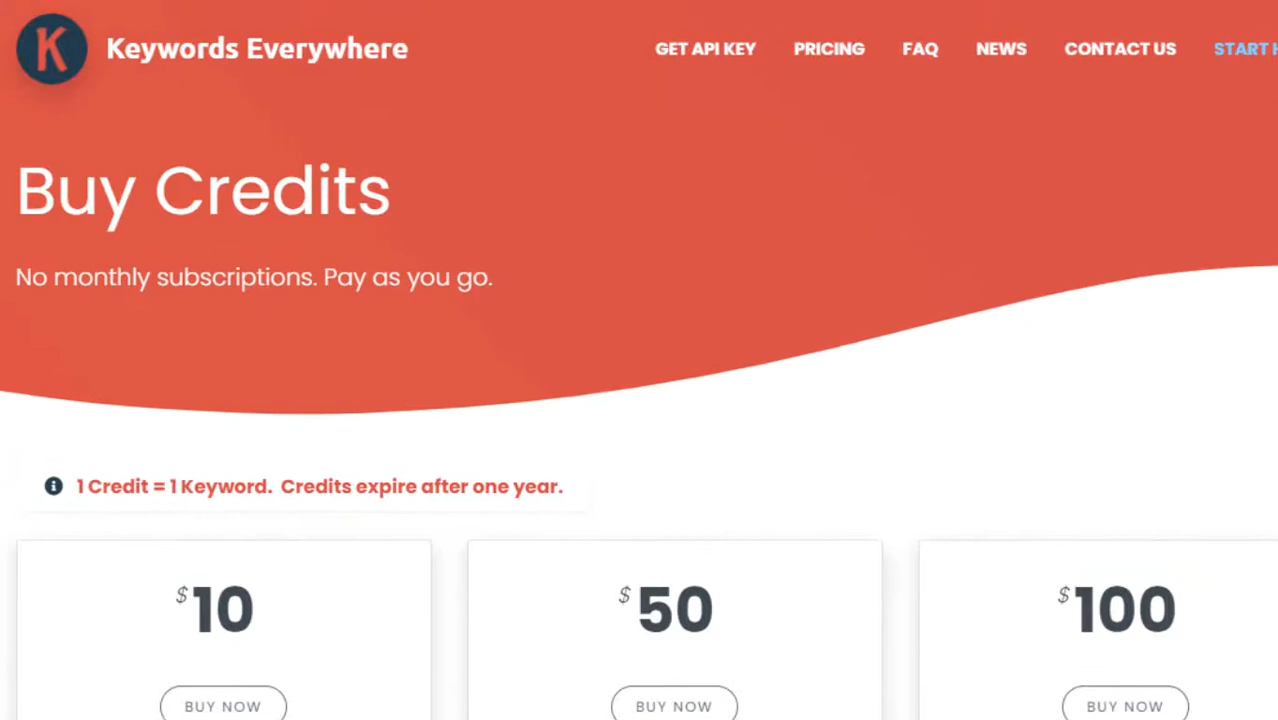 K
Keywords Everywhere
GET API KEY PRICING FAQ NEWS CONTACT US START
Buy Credits
No monthly subscriptions. Pay as you go.
1 Credit = 1 Keyword. Credits expire after one year.
$10 $50 $100
BUY NOW BUY NOW BUY NOW